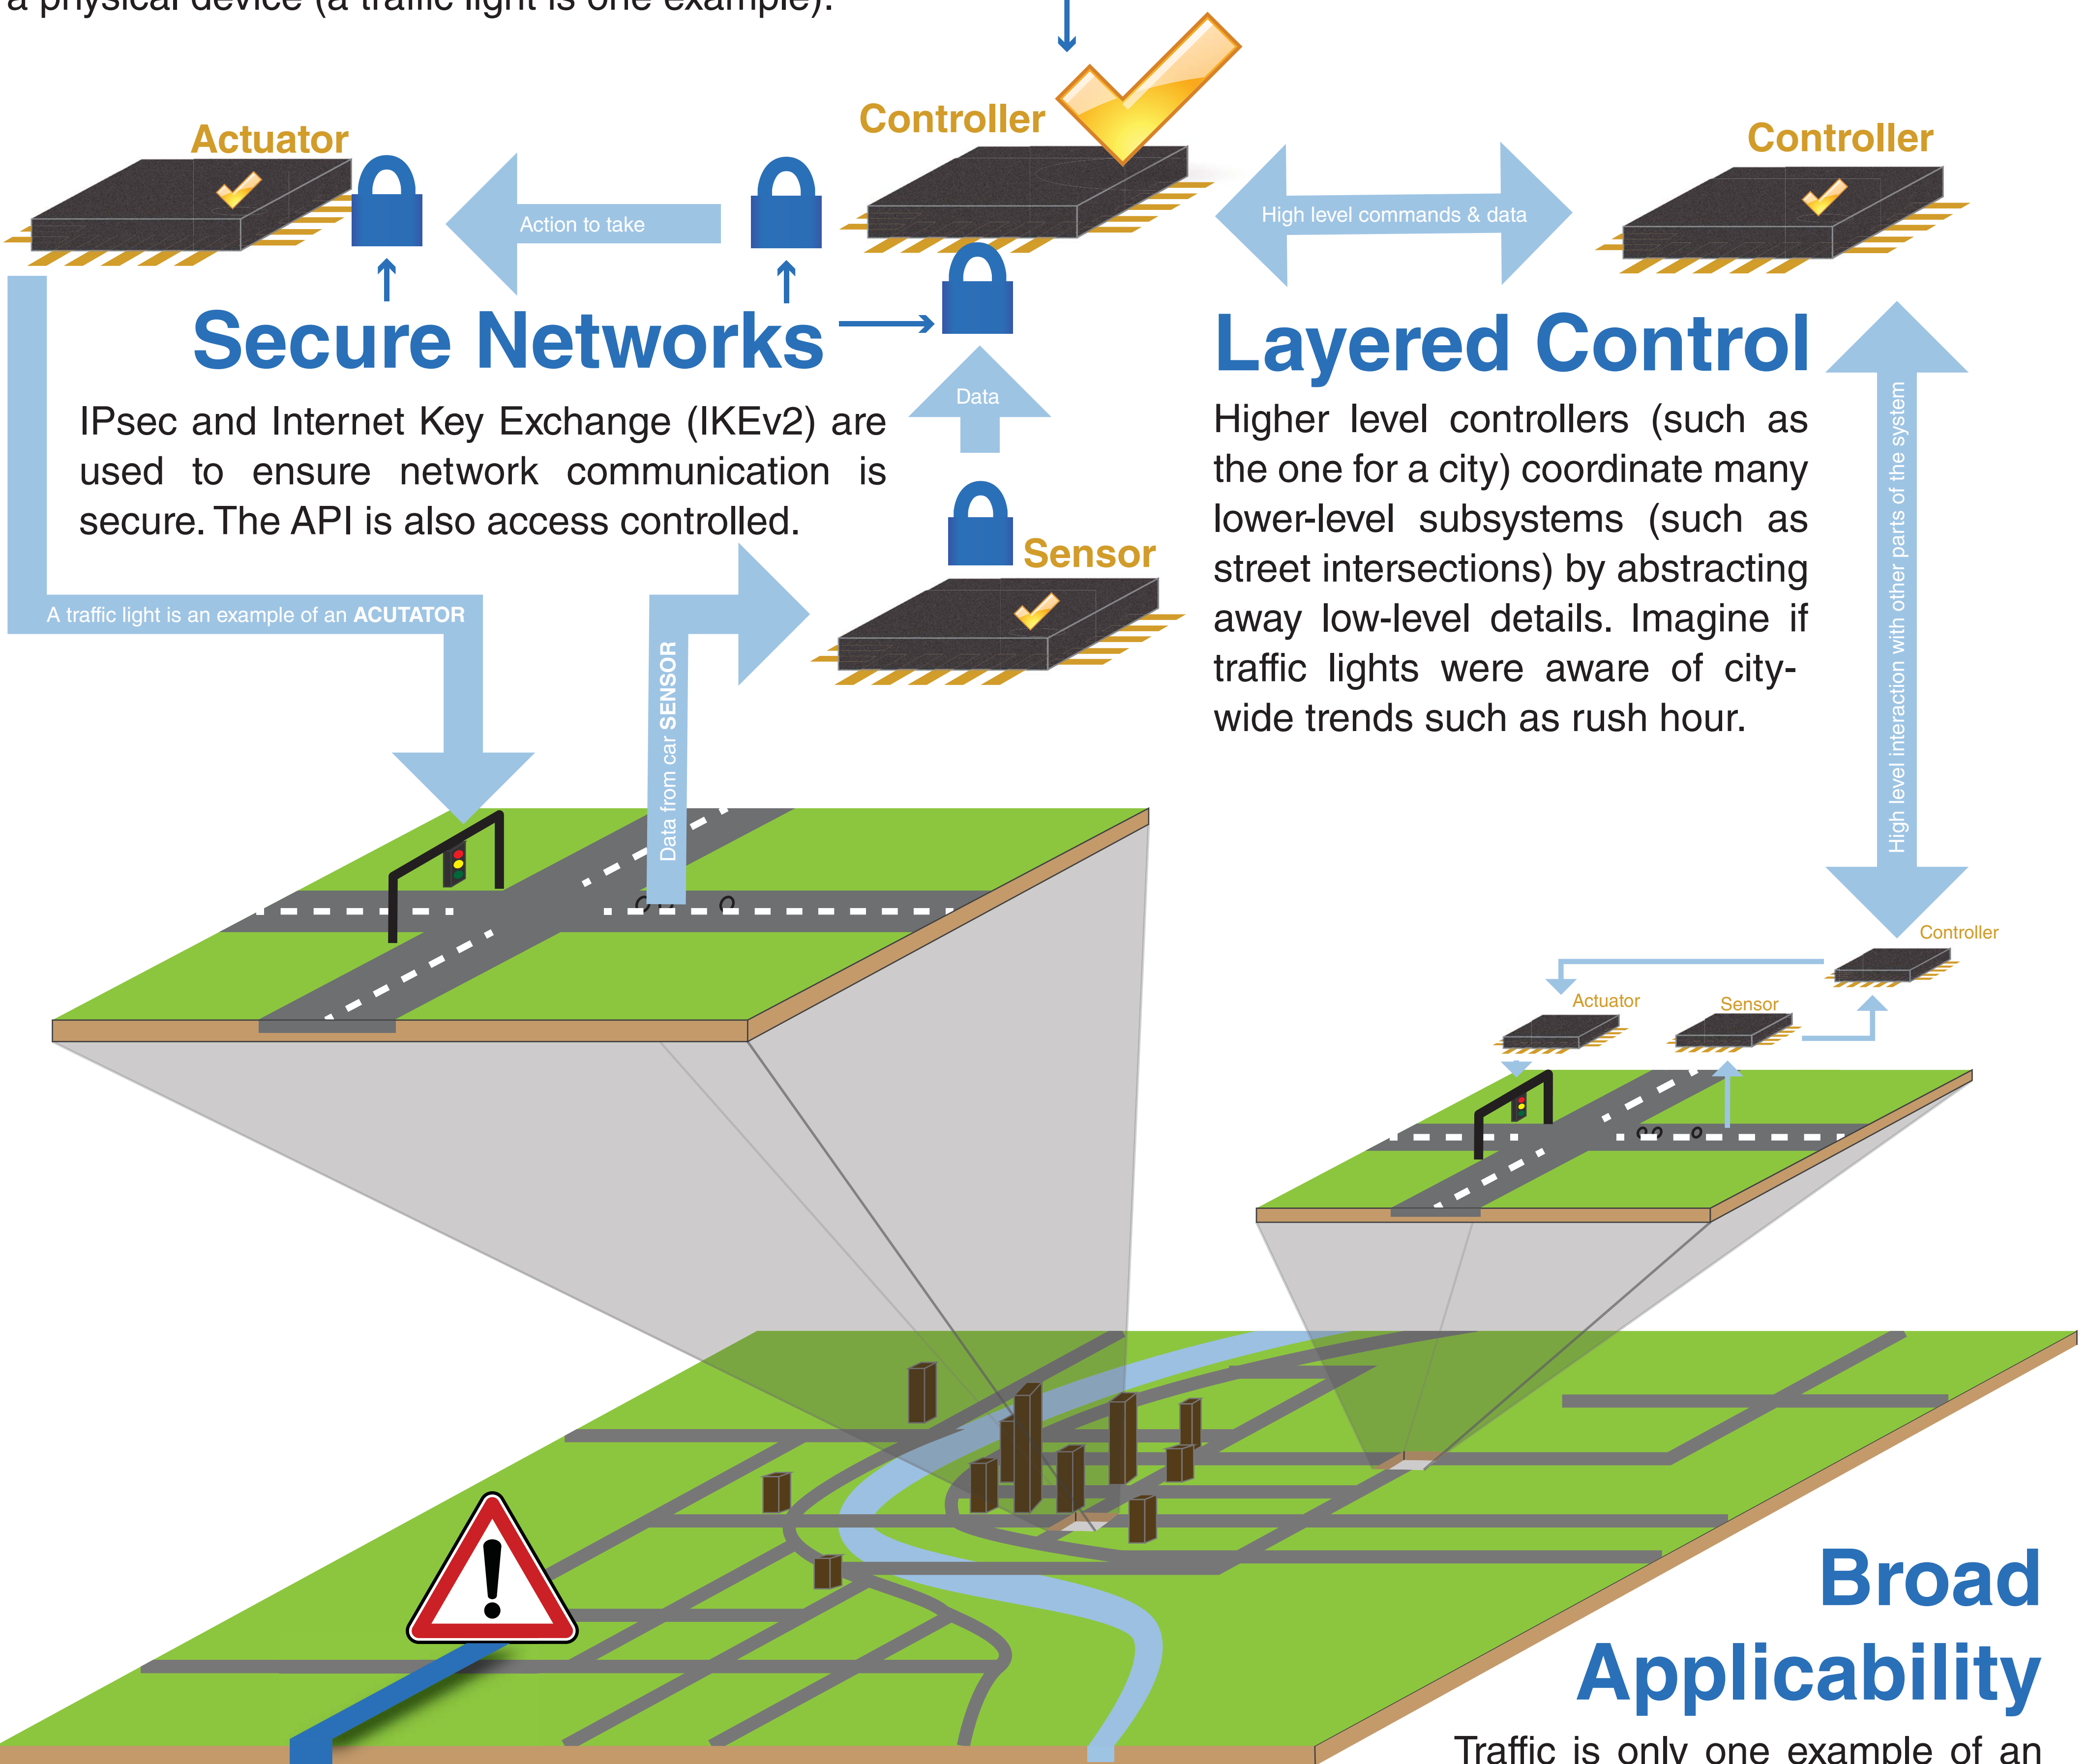 a physical device (a traffic light is one example).
Actuator
Controller
Controller
Action to take
High level commands & data
Secure Networks
IPsec and Internet Key Exchange (IKEv2) are
used to ensure network communication is
secure. The API is also access controlled.
Data
Sensor
A traffic light is an example of an ACUTATOR
Data from car SENSOR
Layered Control
Higher level controllers (such as
the one for a city) coordinate many
lower-level subsystems (such as
street intersections) by abstracting
away low-level details. Imagine if
traffic lights were aware of city-
wide trends such as rush hour.
High level interaction with other parts of the system
Controller
Actuator
Sensor
Broad
Applicability
Traffic is only one example of an